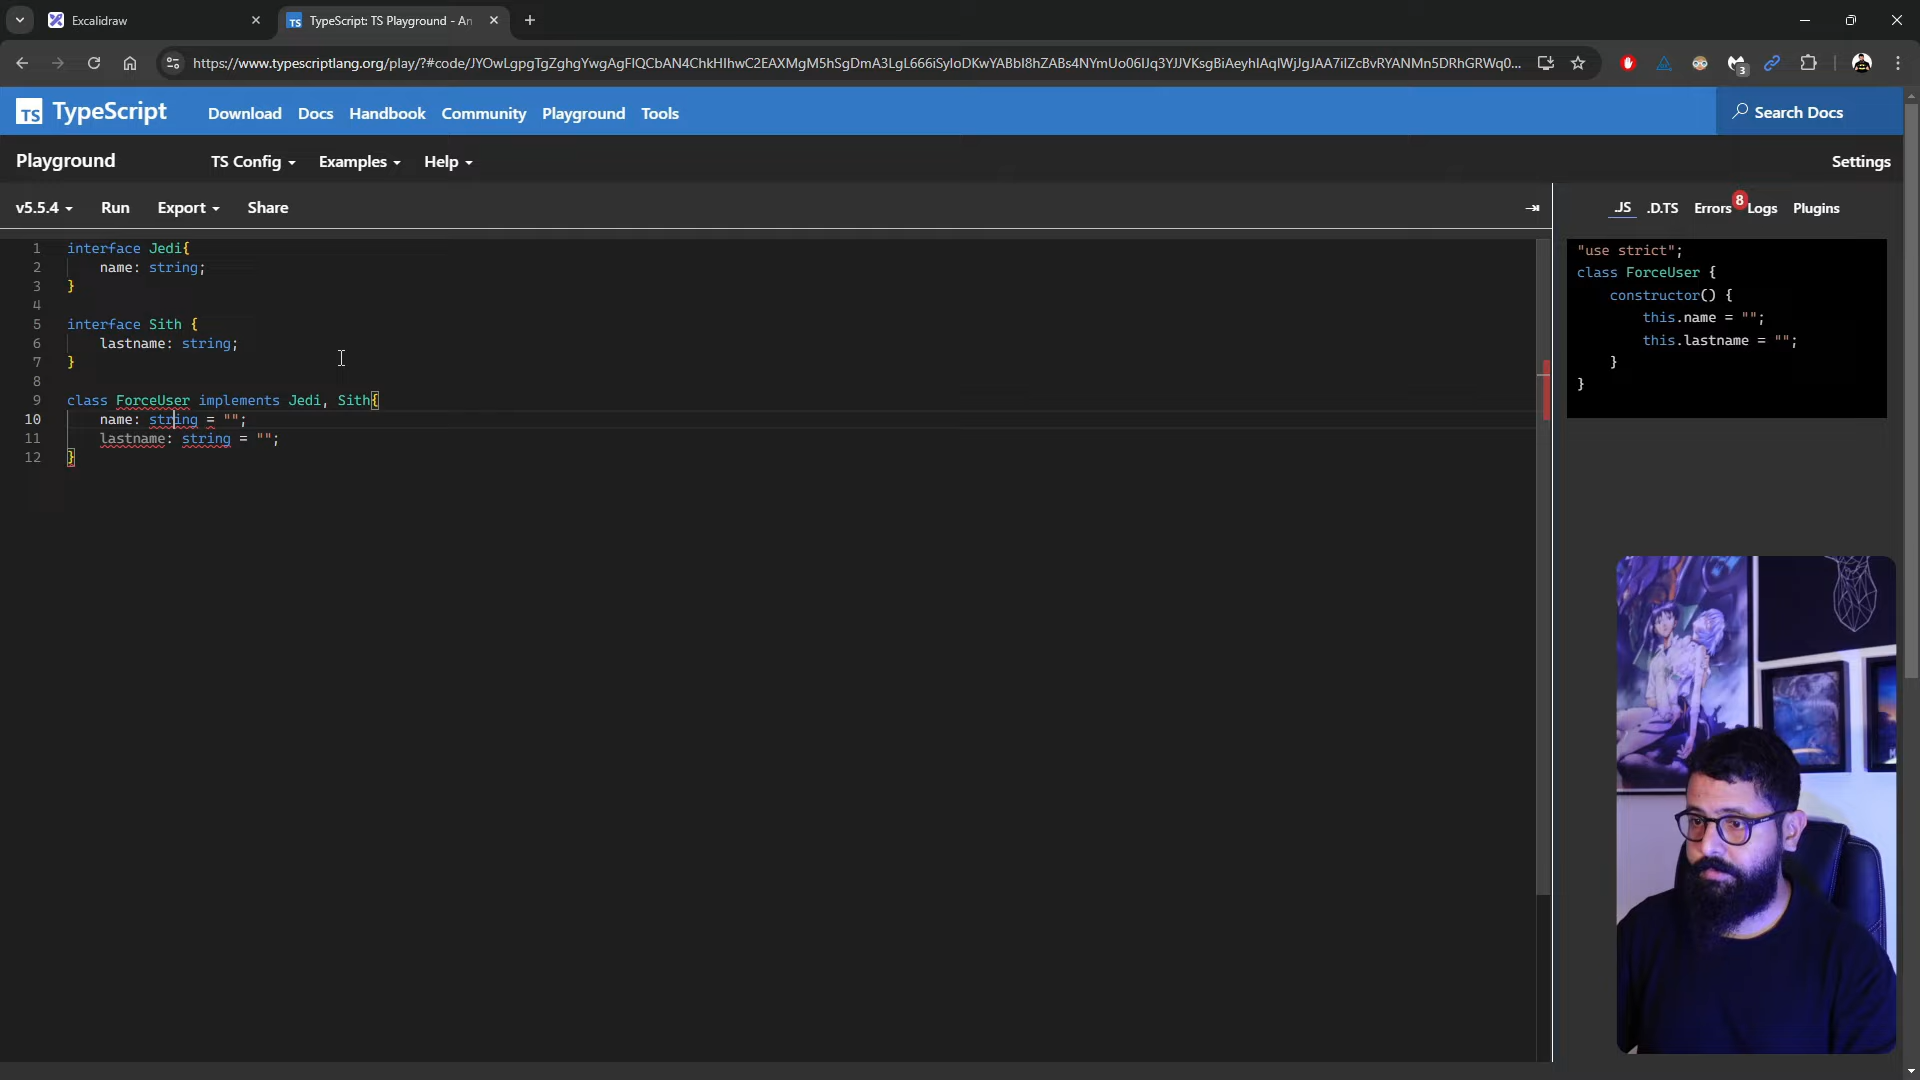 Excalidraw
TS TypeScript: TS Playground - An
https://www.typescriptlang.org/play/?#code/JYOwLgpgTgZghgYwgAgFIQCbAN4ChkHIhwC2EAXMgM5hSgDmA3LgL666iSyIoDKwYABbI8hZABs4NYmUo06IJq3YJJVKsgBiAeyhIAqIWjJgJAA7iIZcBvRYANMn5DRhGRWq0...
3
TS TypeScript
Download Docs Handbook Community Playground Tools
Search Docs
Playground
TS Config Examples Help
Settings
v5.5.4 Run Export Share
.JS .D.TS Errors 8 Logs Plugins
1 interface Jedi{
2 name: string;
3 }
4
5 interface Sith {
6 lastname: string;
7 }
8
9 class ForceUser implements Jedi, Sith{
10 name: string = "";
11 lastname: string = "";
12 }
"use strict";
class ForceUser {
constructor() {
this.name = "";
this.lastname = "";
}
}